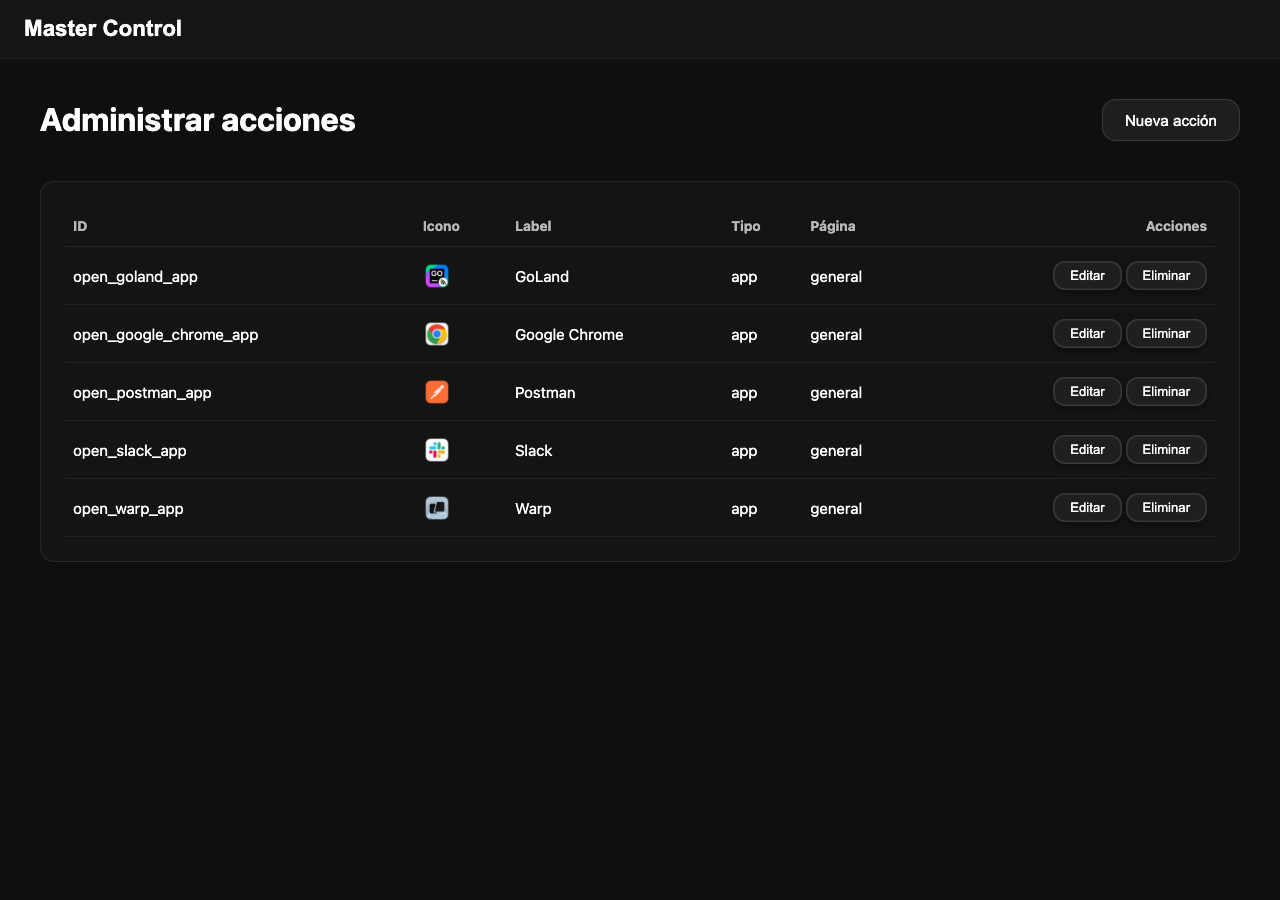 Master Control
Administrar acciones
Nueva acción
ID Icono Label Tipo Página Acciones
open_goland_app GO GoLand app general Editar Eliminar
open_google_chrome_app Google Chrome app general Editar Eliminar
open_postman_app Postman app general Editar Eliminar
open_slack_app Slack app general Editar Eliminar
open_warp_app Warp app general Editar Eliminar